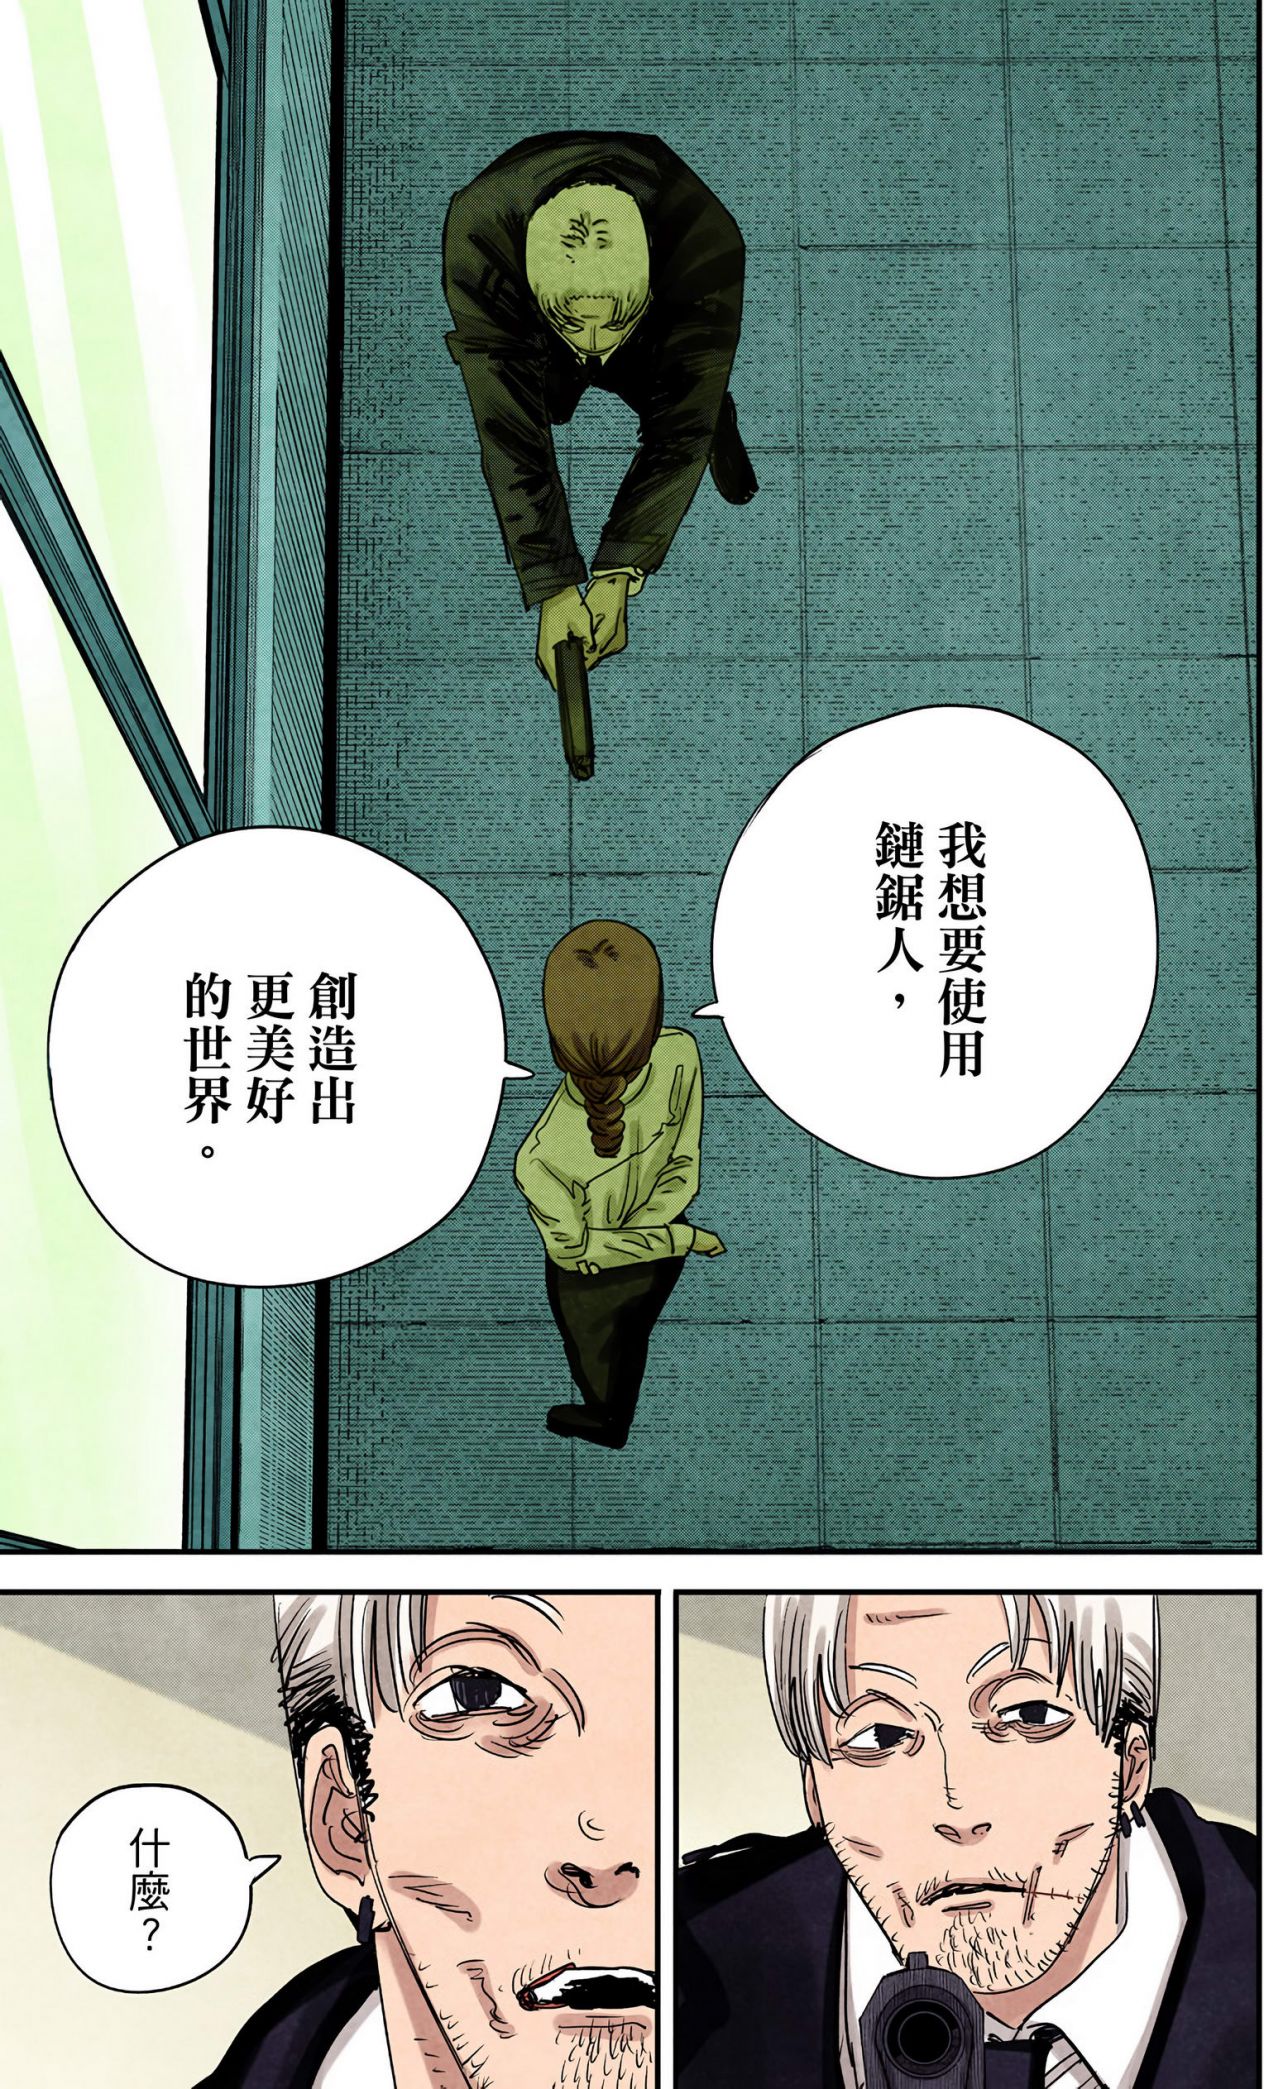 我想要使用
鏈鋸人，
創造出
更美好
的世界。
什麼？